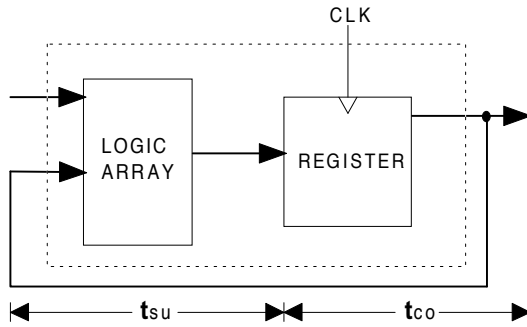 CLK
LOGIC
ARRAY
REGISTER
tsu
tco